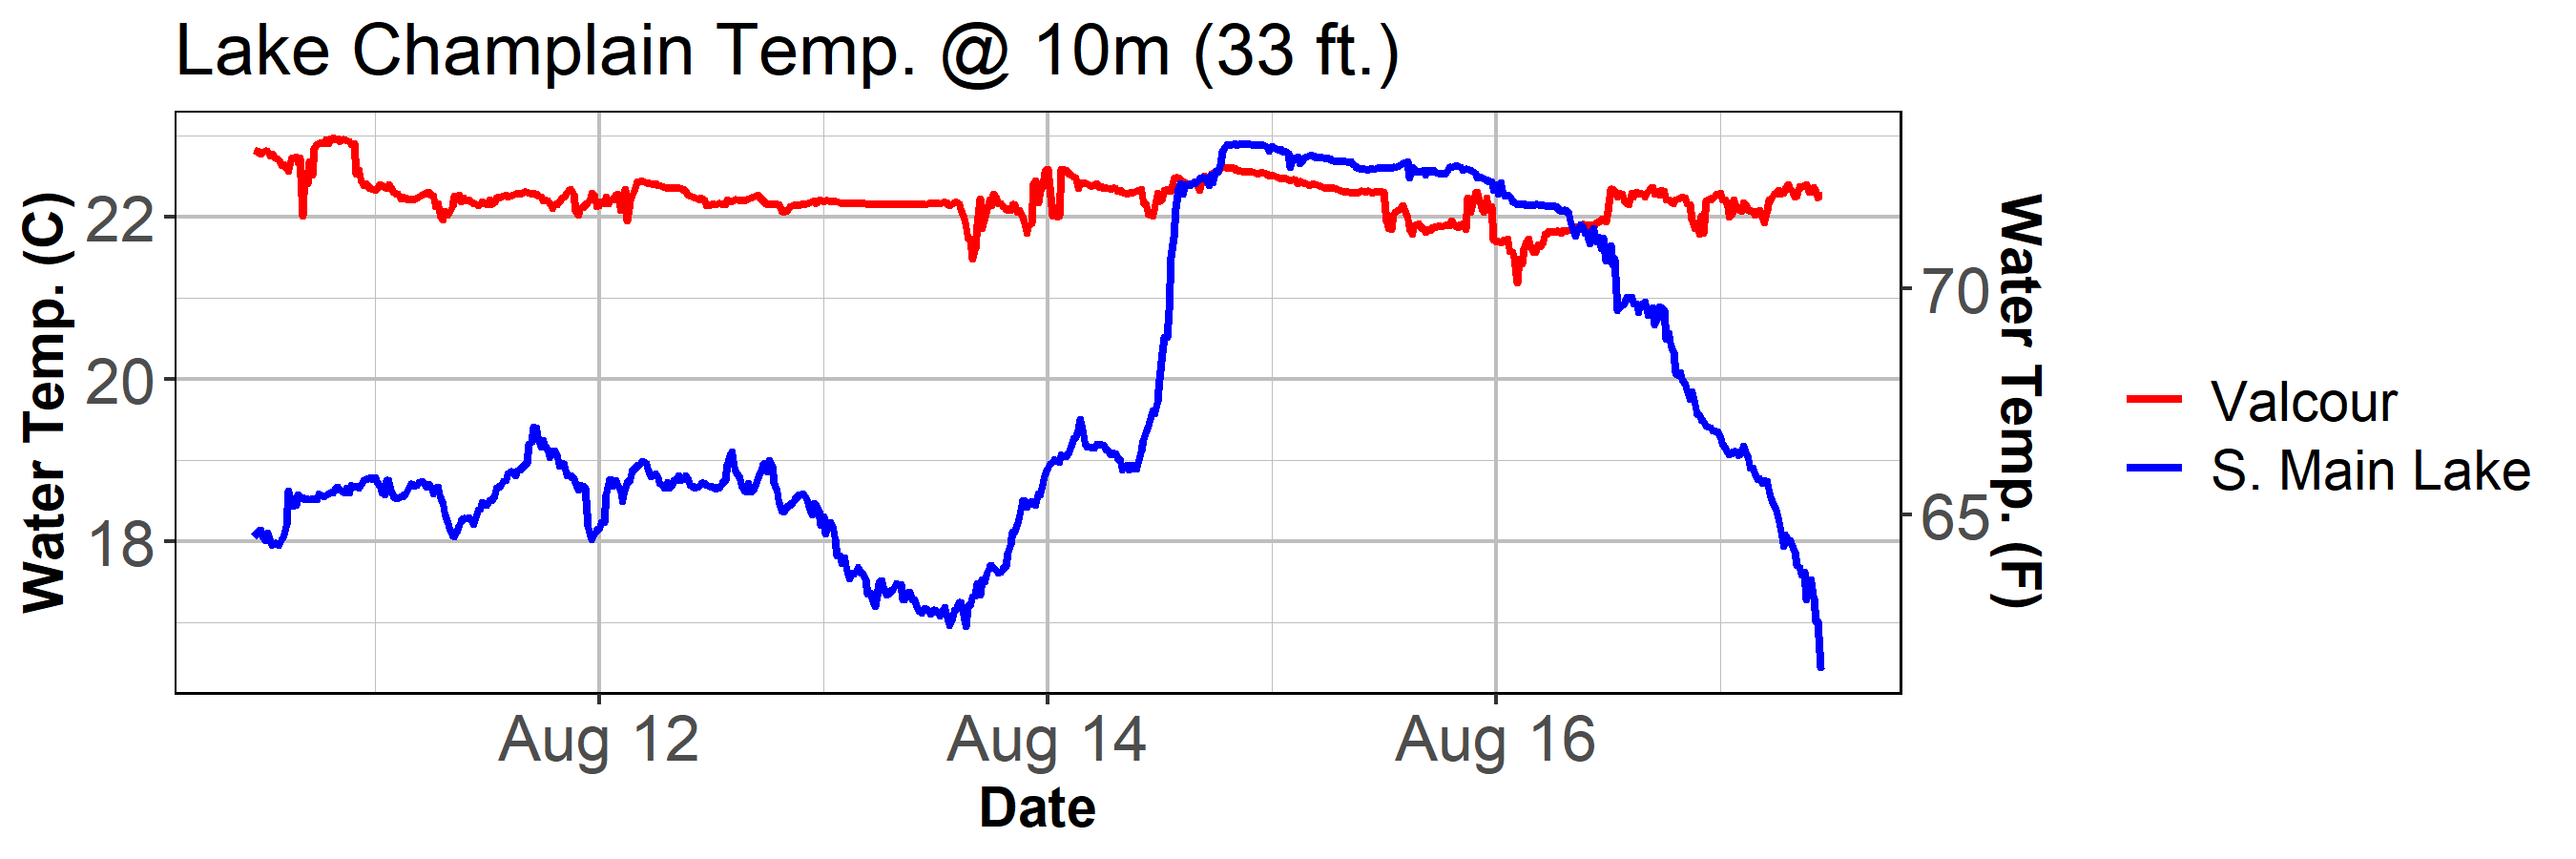 Lake Champlain Temp. @ 10m (33 ft.)
Water Temp. (C)
22
20
18
70
65
Water Temp. (F)
Aug 12
Aug 14
Aug 16
Date
Valcour
S. Main Lake